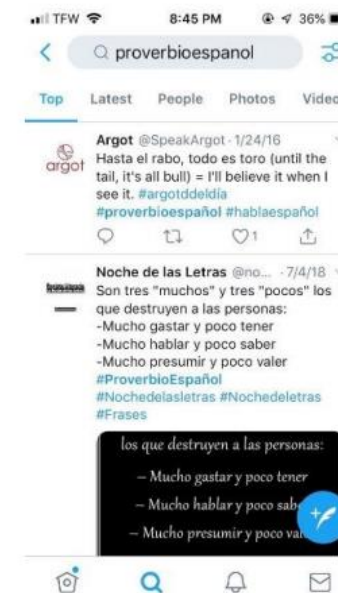 TFW 8:45 PM 36%
proverbioespanol
Top Latest People Photos Video
argot
Argot @SpeakArgot · 1/24/16
Hasta el rabo, todo es toro (until the
tail, it's all bull) = I'll believe it when I
see it. #argotddeldía
#proverbioespañol #hablaespañol
1
Noche de las Letras @no... · 7/4/18
Son tres "muchos" y tres "pocos" los
que destruyen a las personas:
-Mucho gastar y poco tener
-Mucho hablar y poco saber
-Mucho presumir y poco valer
#ProverbioEspañol
#Nochedelasletras #Nochedeletras
#Frases
los que destruyen a las personas:
– Mucho gastar y poco tener
– Mucho hablar y poco sab
– Mucho presumir y poco va